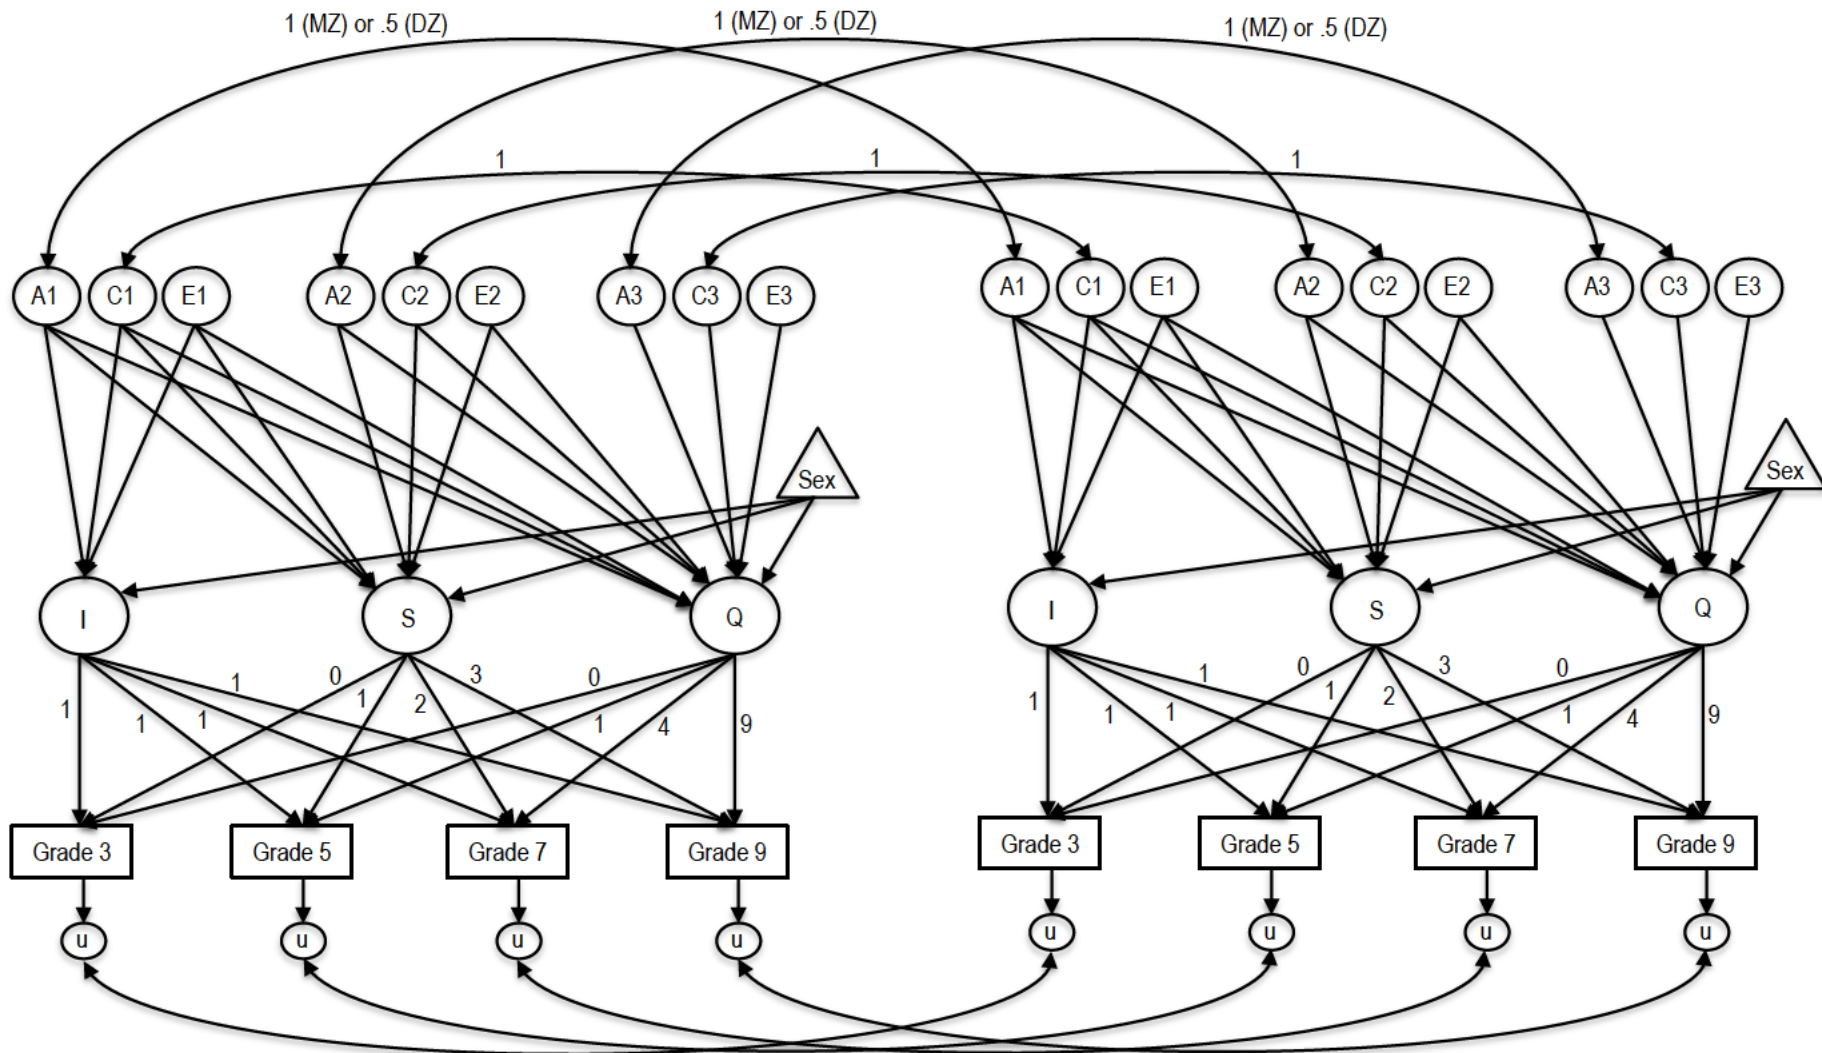 1 (MZ) or .5 (DZ)
1 (MZ) or .5 (DZ)
1 (MZ) or .5 (DZ)
1
1
1
A1
C1
E1
A2
C2
E2
A3
C3
E3
A1
C1
E1
A2
C2
E2
A3
C3
E3
Sex
Sex
I
S
Q
I
S
Q
1
1
1
1
0
1
2
3
0
1
4
9
1
1
1
1
0
1
2
3
0
1
4
9
Grade 3
Grade 5
Grade 7
Grade 9
Grade 3
Grade 5
Grade 7
Grade 9
u
u
u
u
u
u
u
u